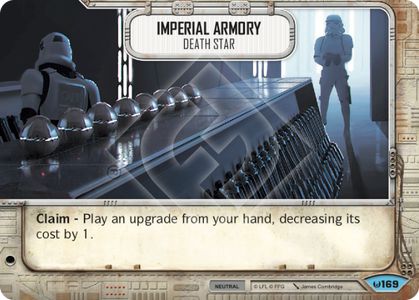 IMPERIAL ARMORY
DEATH STAR
Claim - Play an upgrade from your hand, decreasing its
cost by 1.
NEUTRAL © LFL © FFG James Combridge 169